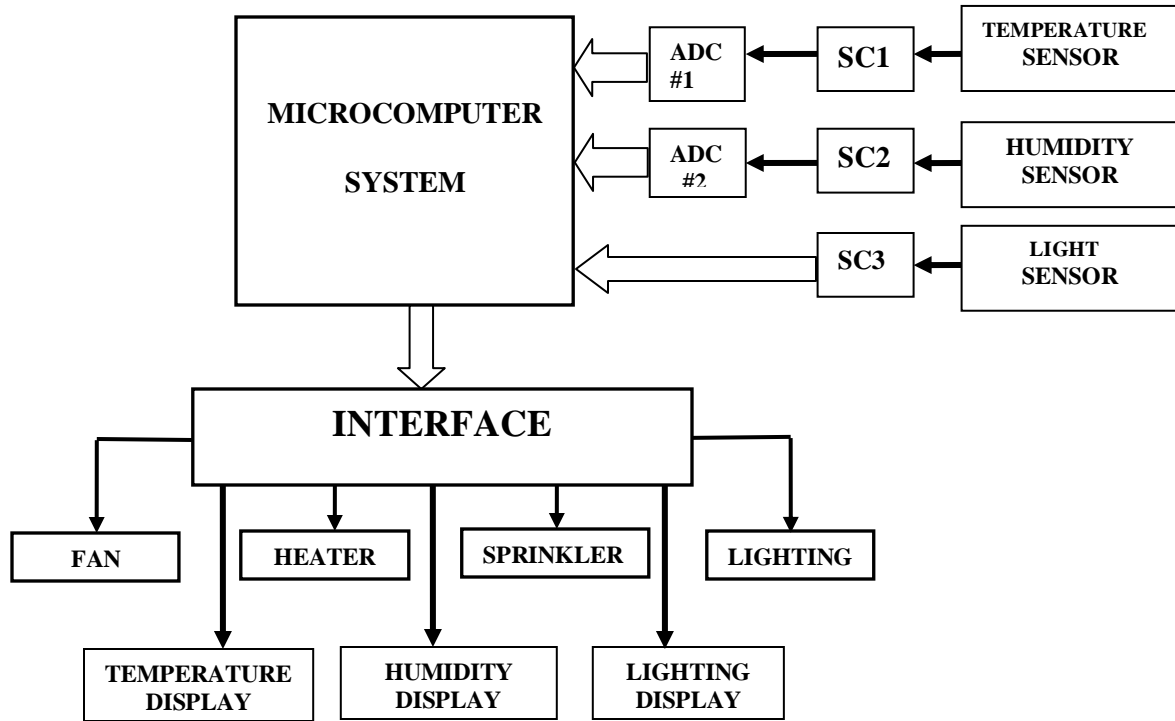 MICROCOMPUTER
SYSTEM
ADC
#1
SC1
TEMPERATURE
SENSOR
ADC
#2
SC2
HUMIDITY
SENSOR
SC3
LIGHT
SENSOR
INTERFACE
FAN
HEATER
SPRINKLER
LIGHTING
TEMPERATURE
DISPLAY
HUMIDITY
DISPLAY
LIGHTING
DISPLAY